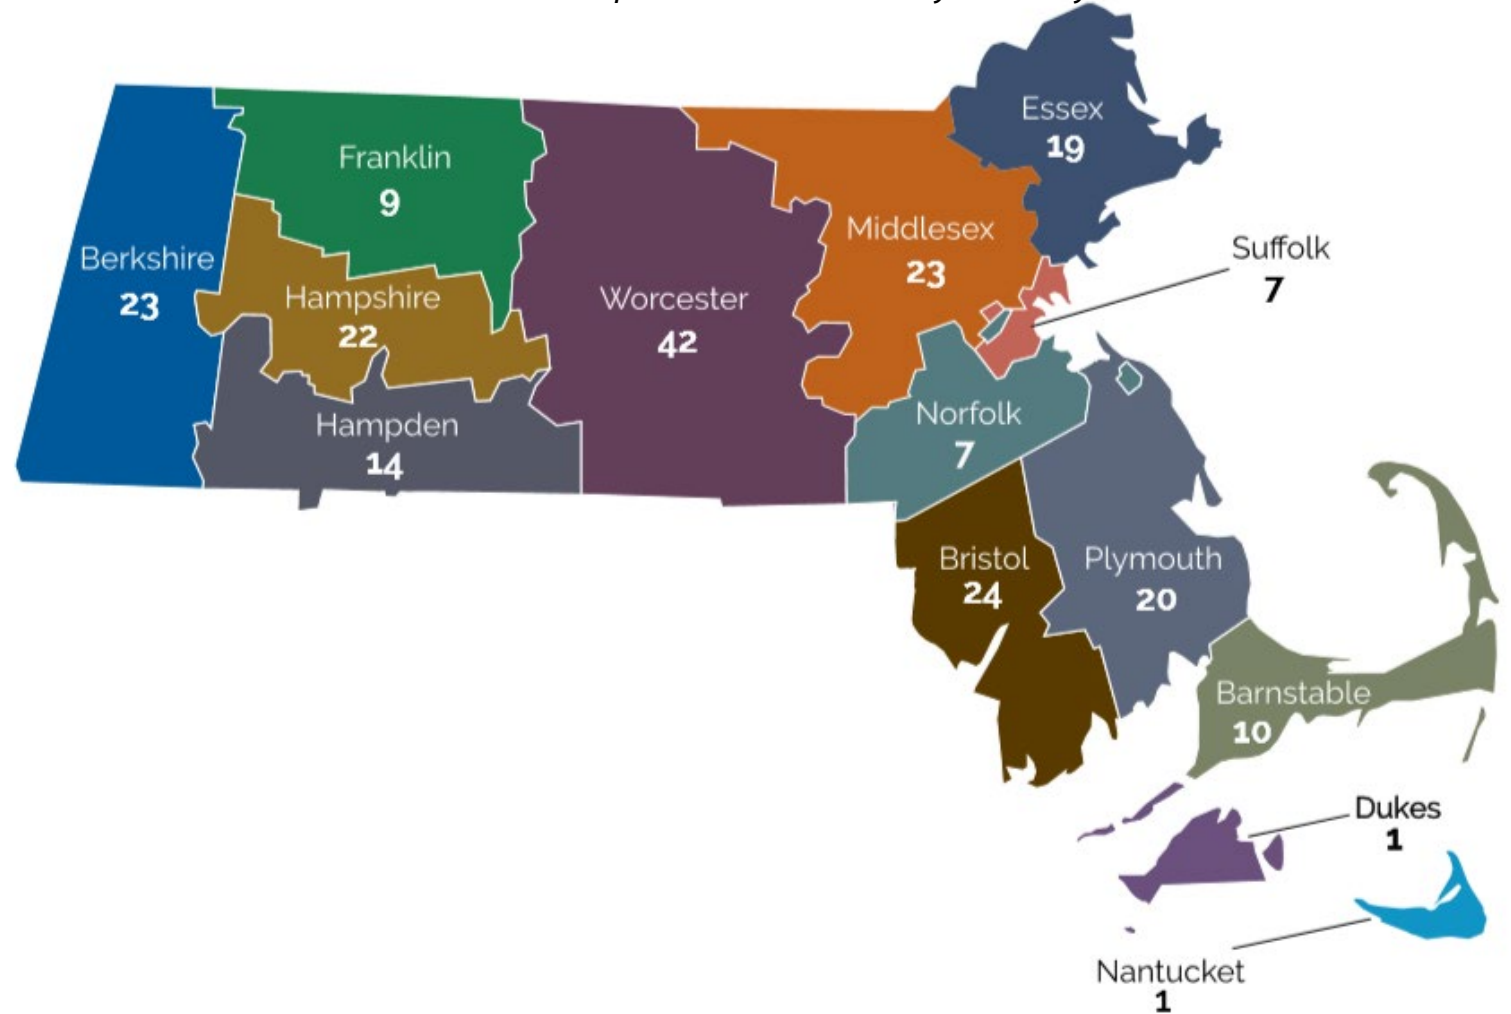 Essex
19
Franklin
9
Middlesex
23
Suffolk
7
Berkshire
23
Hampshire
22
Worcester
42
Norfolk
7
Hampden
14
Bristol
24
Plymouth
20
Barnstable
10
Dukes
1
Nantucket
1